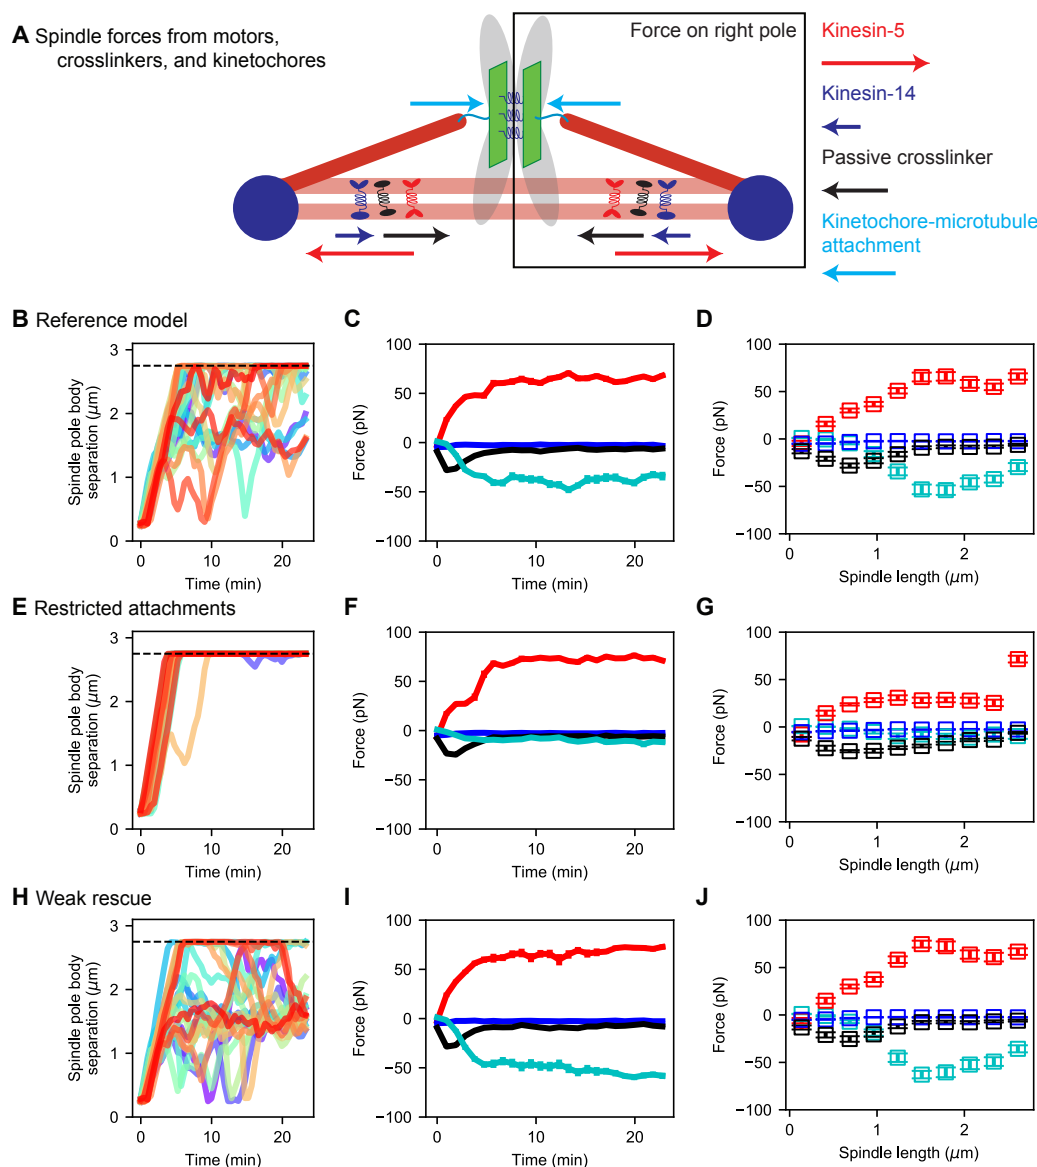 A Spindle forces from motors,
crosslinkers, and kinetochores
Force on right pole
Kinesin-5
Kinesin-14
Passive crosslinker
Kinetochore-microtubule
attachment
B Reference model
3
2
1
0
Spindle pole body
separation (μm)
0 10 20
Time (min)
C
100
50
0
−50
−100
Force (pN)
0 10 20
Time (min)
D
100
50
0
−50
−100
Force (pN)
0 1 2
Spindle length (μm)
E Restricted attachments
3
2
1
0
Spindle pole body
separation (μm)
0 10 20
Time (min)
F
100
50
0
−50
−100
Force (pN)
0 10 20
Time (min)
G
100
50
0
−50
−100
Force (pN)
0 1 2
Spindle length (μm)
H Weak rescue
3
2
1
0
Spindle pole body
separation (μm)
0 10 20
Time (min)
I
100
50
0
−50
−100
Force (pN)
0 10 20
Time (min)
J
100
50
0
−50
−100
Force (pN)
0 1 2
Spindle length (μm)